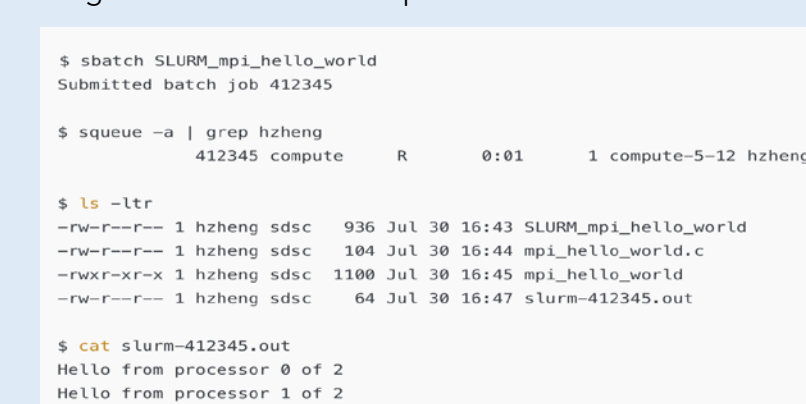 $ sbatch SLURM_mpi_hello_world
Submitted batch job 412345
$ squeue -a | grep hzheng
412345 compute R 0:01 1 compute-5-12 hzheng
$ ls -ltr
-rw-r--r-- 1 hzheng sdsc 936 Jul 30 16:43 SLURM_mpi_hello_world
-rw-r--r-- 1 hzheng sdsc 104 Jul 30 16:44 mpi_hello_world.c
-rwxr-xr-x 1 hzheng sdsc 1100 Jul 30 16:45 mpi_hello_world
-rw-r--r-- 1 hzheng sdsc 64 Jul 30 16:47 slurm-412345.out
$ cat slurm-412345.out
Hello from processor 0 of 2
Hello from processor 1 of 2